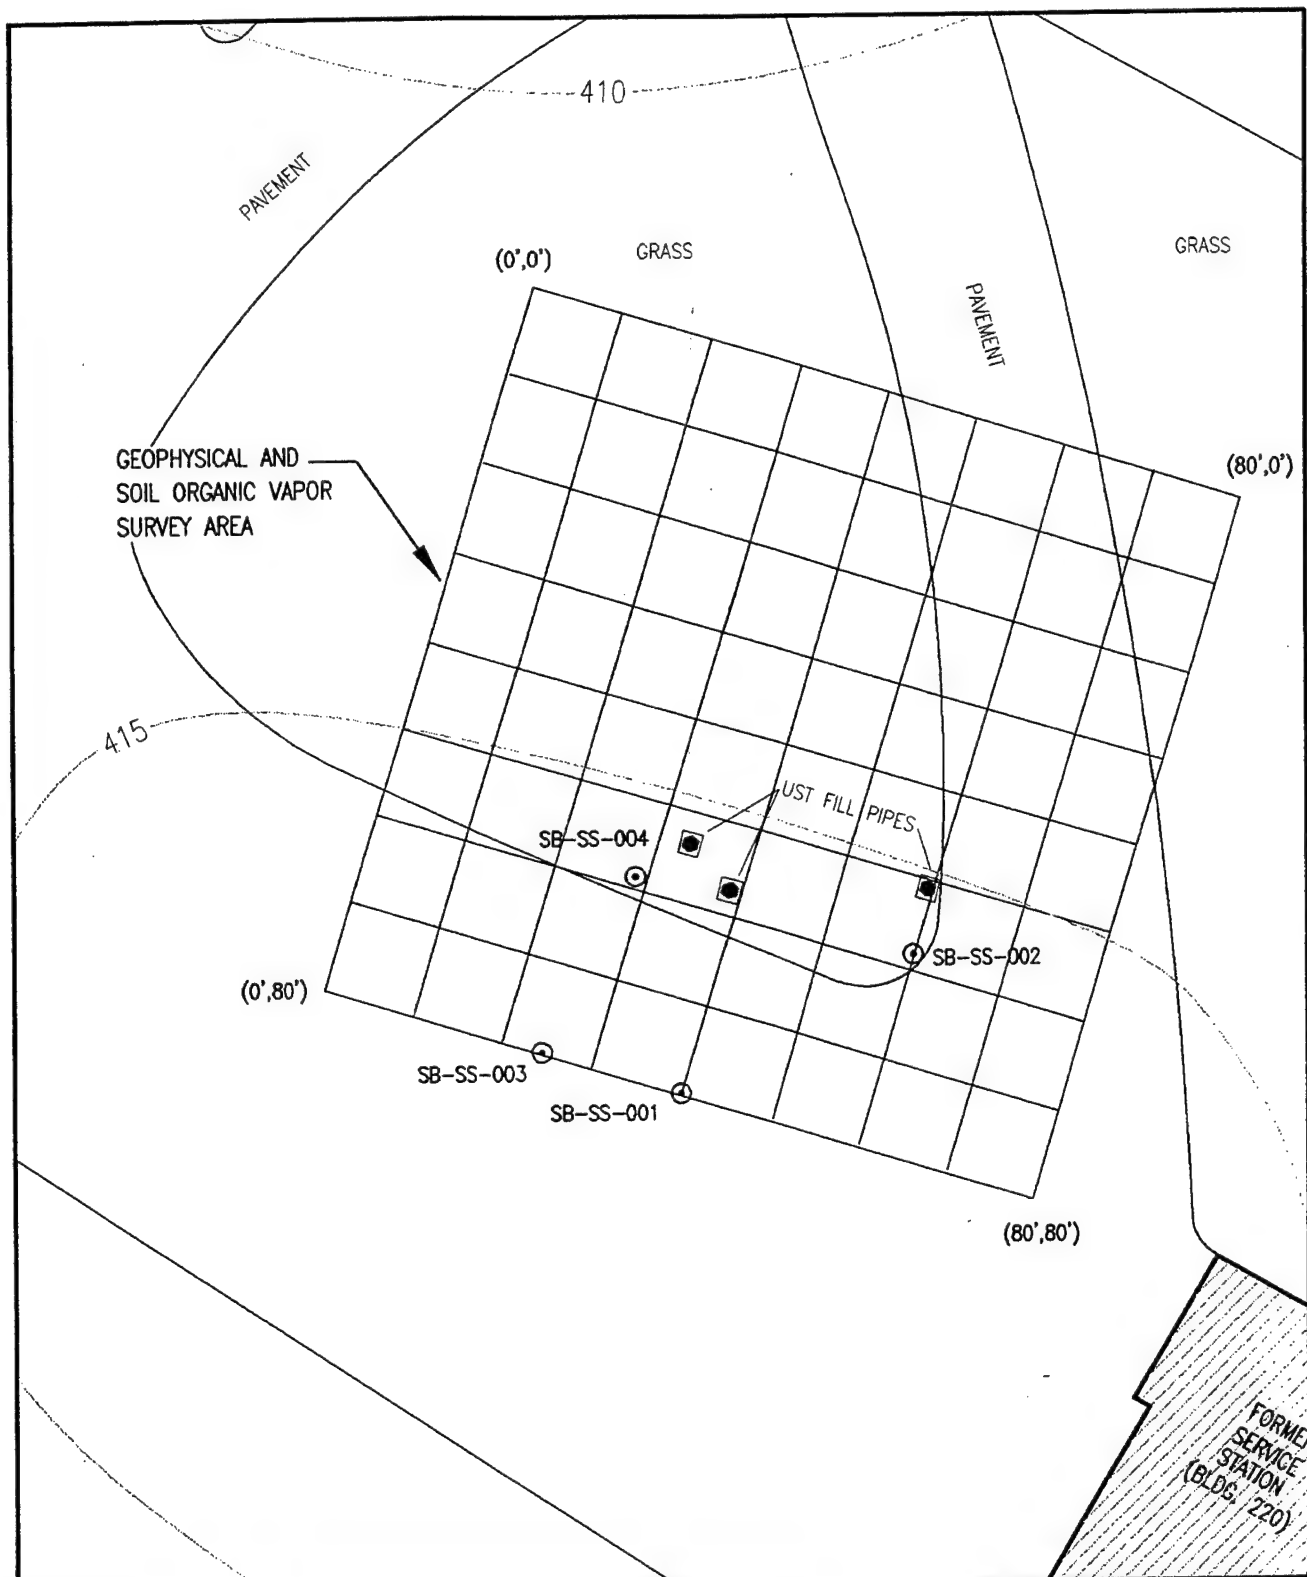 410
PAVEMENT
GRASS
GRASS
(0',0')
PAVEMENT
GEOPHYSICAL AND
SOIL ORGANIC VAPOR
SURVEY AREA
(80',0')
415
UST FILL PIPES
SB-SS-004
SB-SS-002
(0',80')
SB-SS-003
SB-SS-001
(80',80')
FORME
SERVICE
STATION
(BLDG. 220)